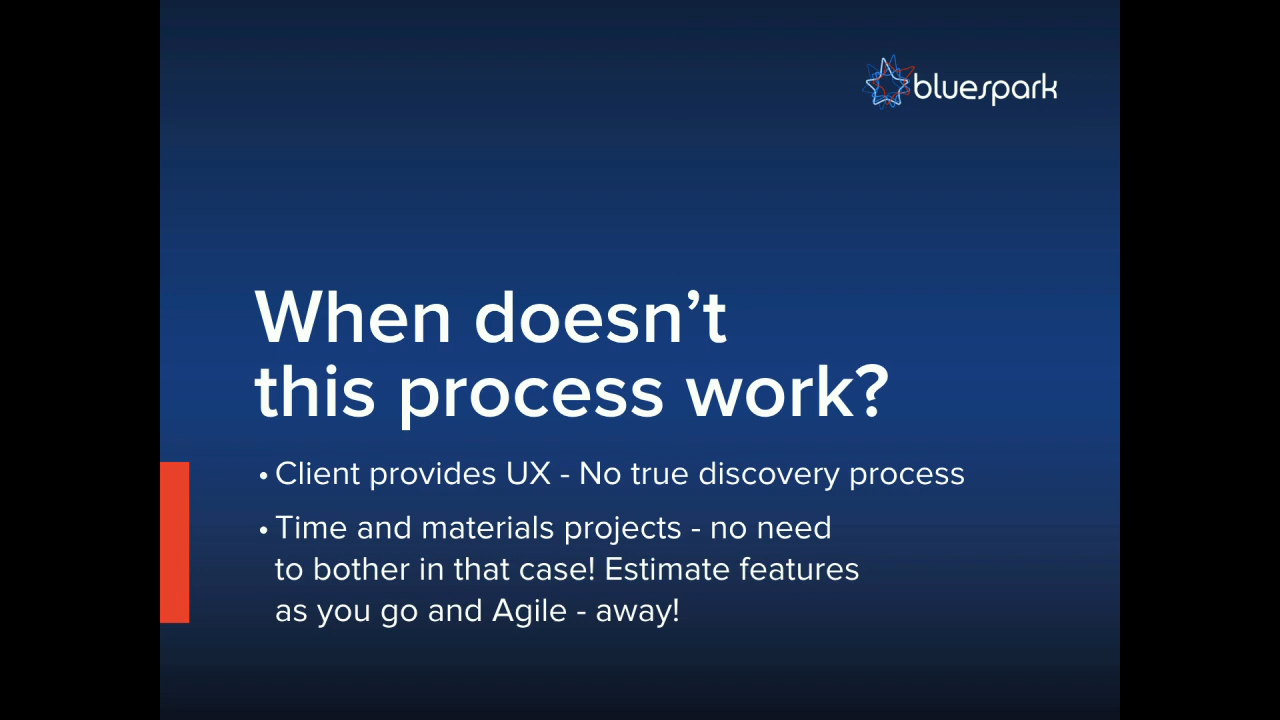 bluespark
When doesn’t
this process work?
• Client provides UX - No true discovery process
• Time and materials projects - no need
to bother in that case! Estimate features
as you go and Agile - away!